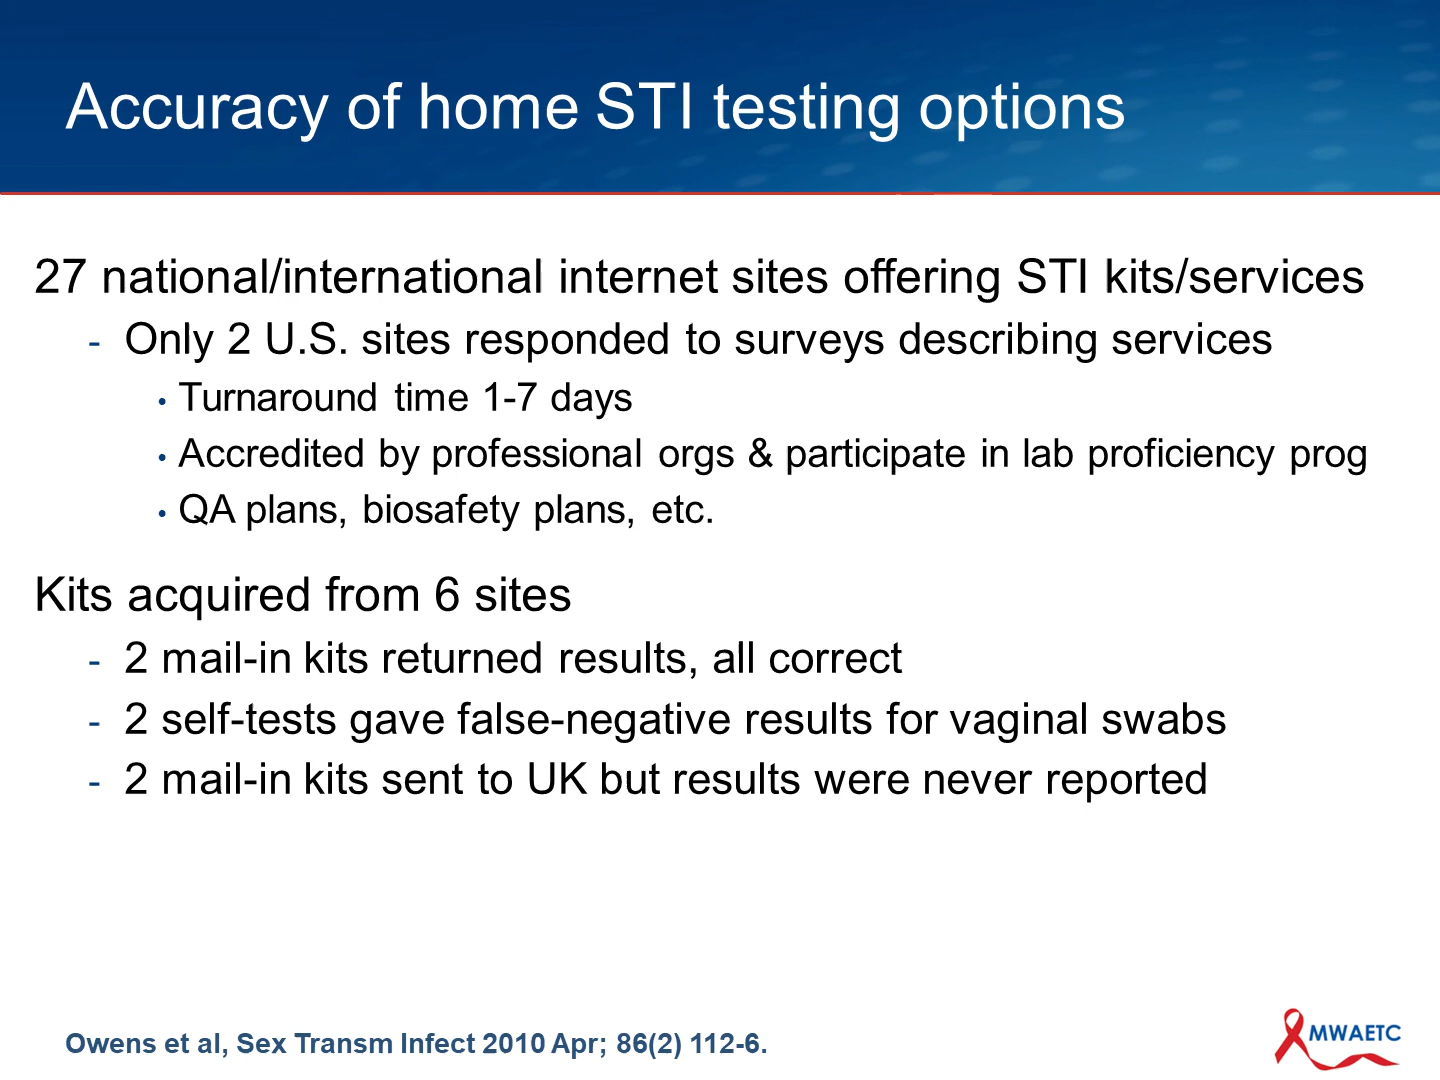 Accuracy of home STI testing options
27 national/international internet sites offering STI kits/services
- Only 2 U.S. sites responded to surveys describing services
• Turnaround time 1-7 days
• Accredited by professional orgs & participate in lab proficiency prog
• QA plans, biosafety plans, etc.
Kits acquired from 6 sites
- 2 mail-in kits returned results, all correct
- 2 self-tests gave false-negative results for vaginal swabs
- 2 mail-in kits sent to UK but results were never reported
Owens et al, Sex Transm Infect 2010 Apr; 86(2) 112-6.
MWAETC